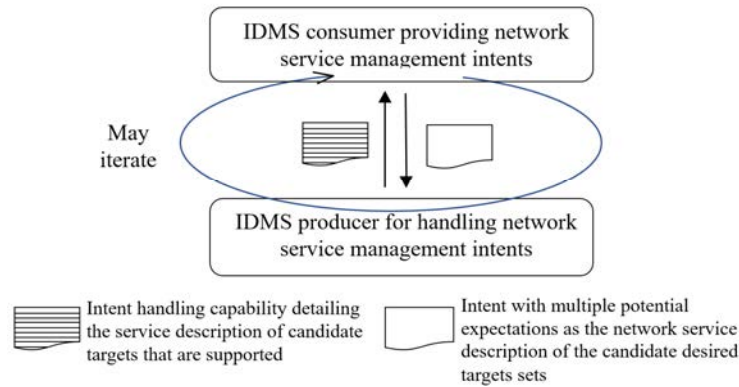 IDMS consumer providing network
service management intents
May
iterate
IDMS producer for handling network
service management intents
Intent handling capability detailing
the service description of candidate
targets that are supported
Intent with multiple potential
expectations as the network service
description of the candidate desired
targets sets